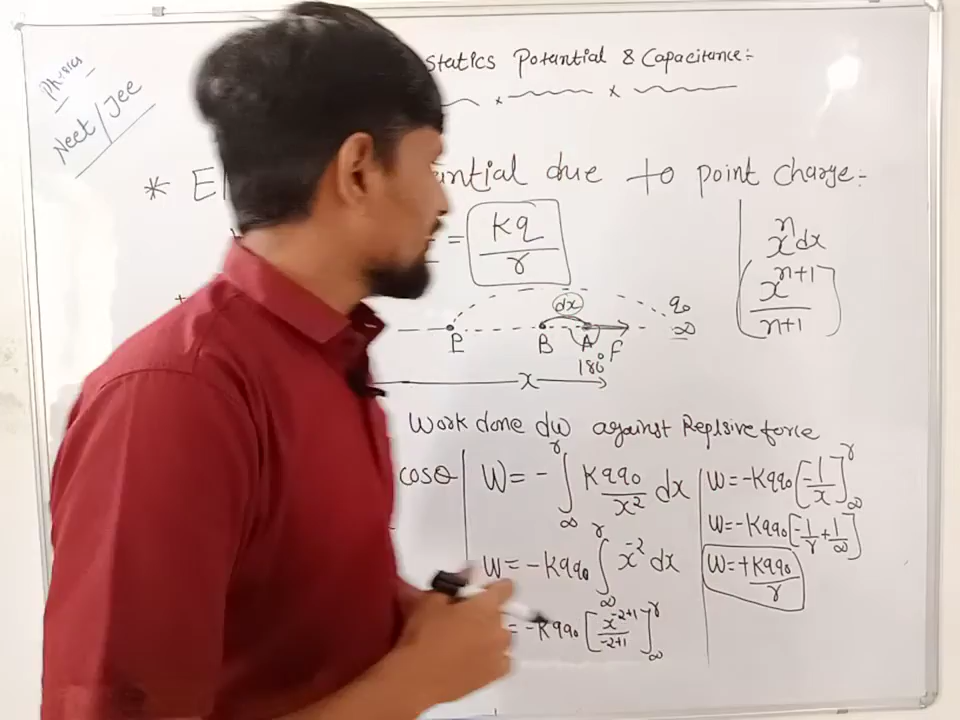 Physics
Neet/Jee
statics Potential & Capacitance:-
* El ntial due to point charge:-
= Kq/r
x^n dx
x^(n+1)/(n+1)
dx
q₀
∞
P B A F
180°
x
Work done dw against Replsive force
cosθ
W = -∫_∞^r Kqq₀/x² dx
W = -Kqq₀ ∫_∞^r x^-2 dx
= -Kqq₀ [x^(-2+1)/(-2+1)]_∞^r
W = -Kqq₀ [-1/x]_∞^r
W = -Kqq₀ [-1/r + 1/∞]
W = +Kqq₀/r